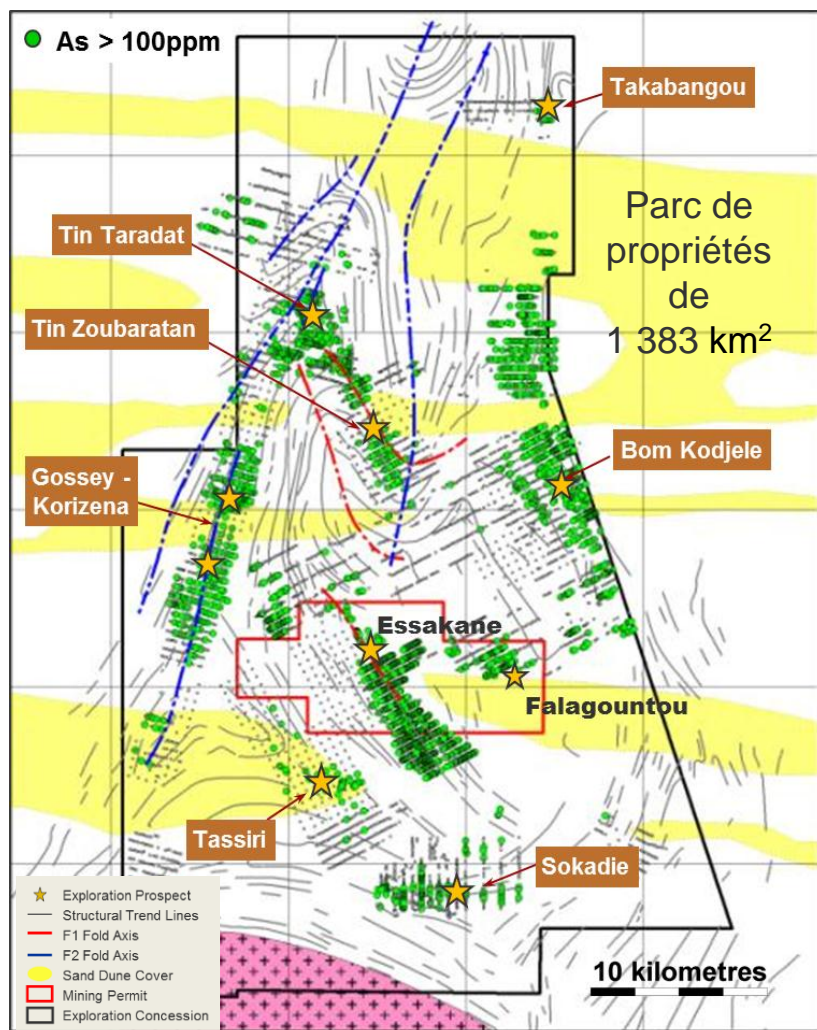 As > 100ppm
Takabangou
Parc de
propriétés
de
1 383 km²
Tin Taradat
Tin Zoubaratan
Gossey -
Korizena
Bom Kodjele
Essakane
Falagountou
Tassiri
Sokadie
Exploration Prospect
Structural Trend Lines
F1 Fold Axis
F2 Fold Axis
Sand Dune Cover
Mining Permit
Exploration Concession
10 kilometres